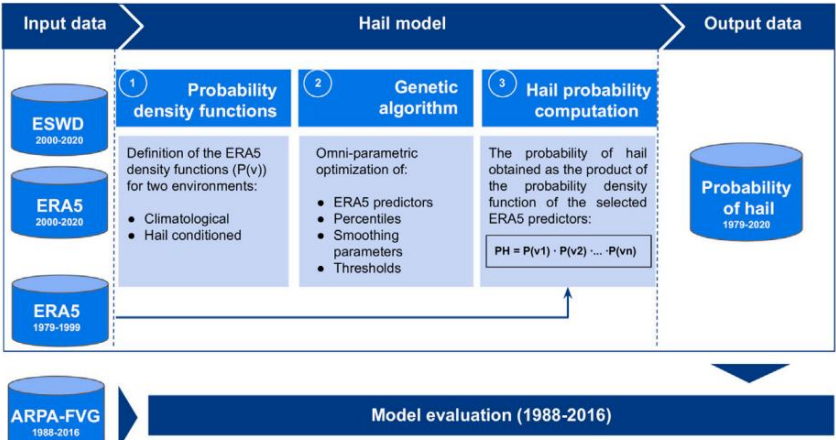 Input data
Hail model
Output data
ESWD
2000-2020
ERA5
2000-2020
ERA5
1979-1999
1
Probability
density functions
Definition of the ERA5
density functions (P(v))
for two environments:
● Climatological
● Hail conditioned
2
Genetic
algorithm
Omni-parametric
optimization of:
● ERA5 predictors
● Percentiles
● Smoothing
parameters
● Thresholds
3
Hail probability
computation
The probability of hail
obtained as the product of
the probability density
function of the selected
ERA5 predictors:
PH = P(v1) · P(v2) ·... ·P(vn)
Probability
of hail
1979-2020
ARPA-FVG
1988-2016
Model evaluation (1988-2016)